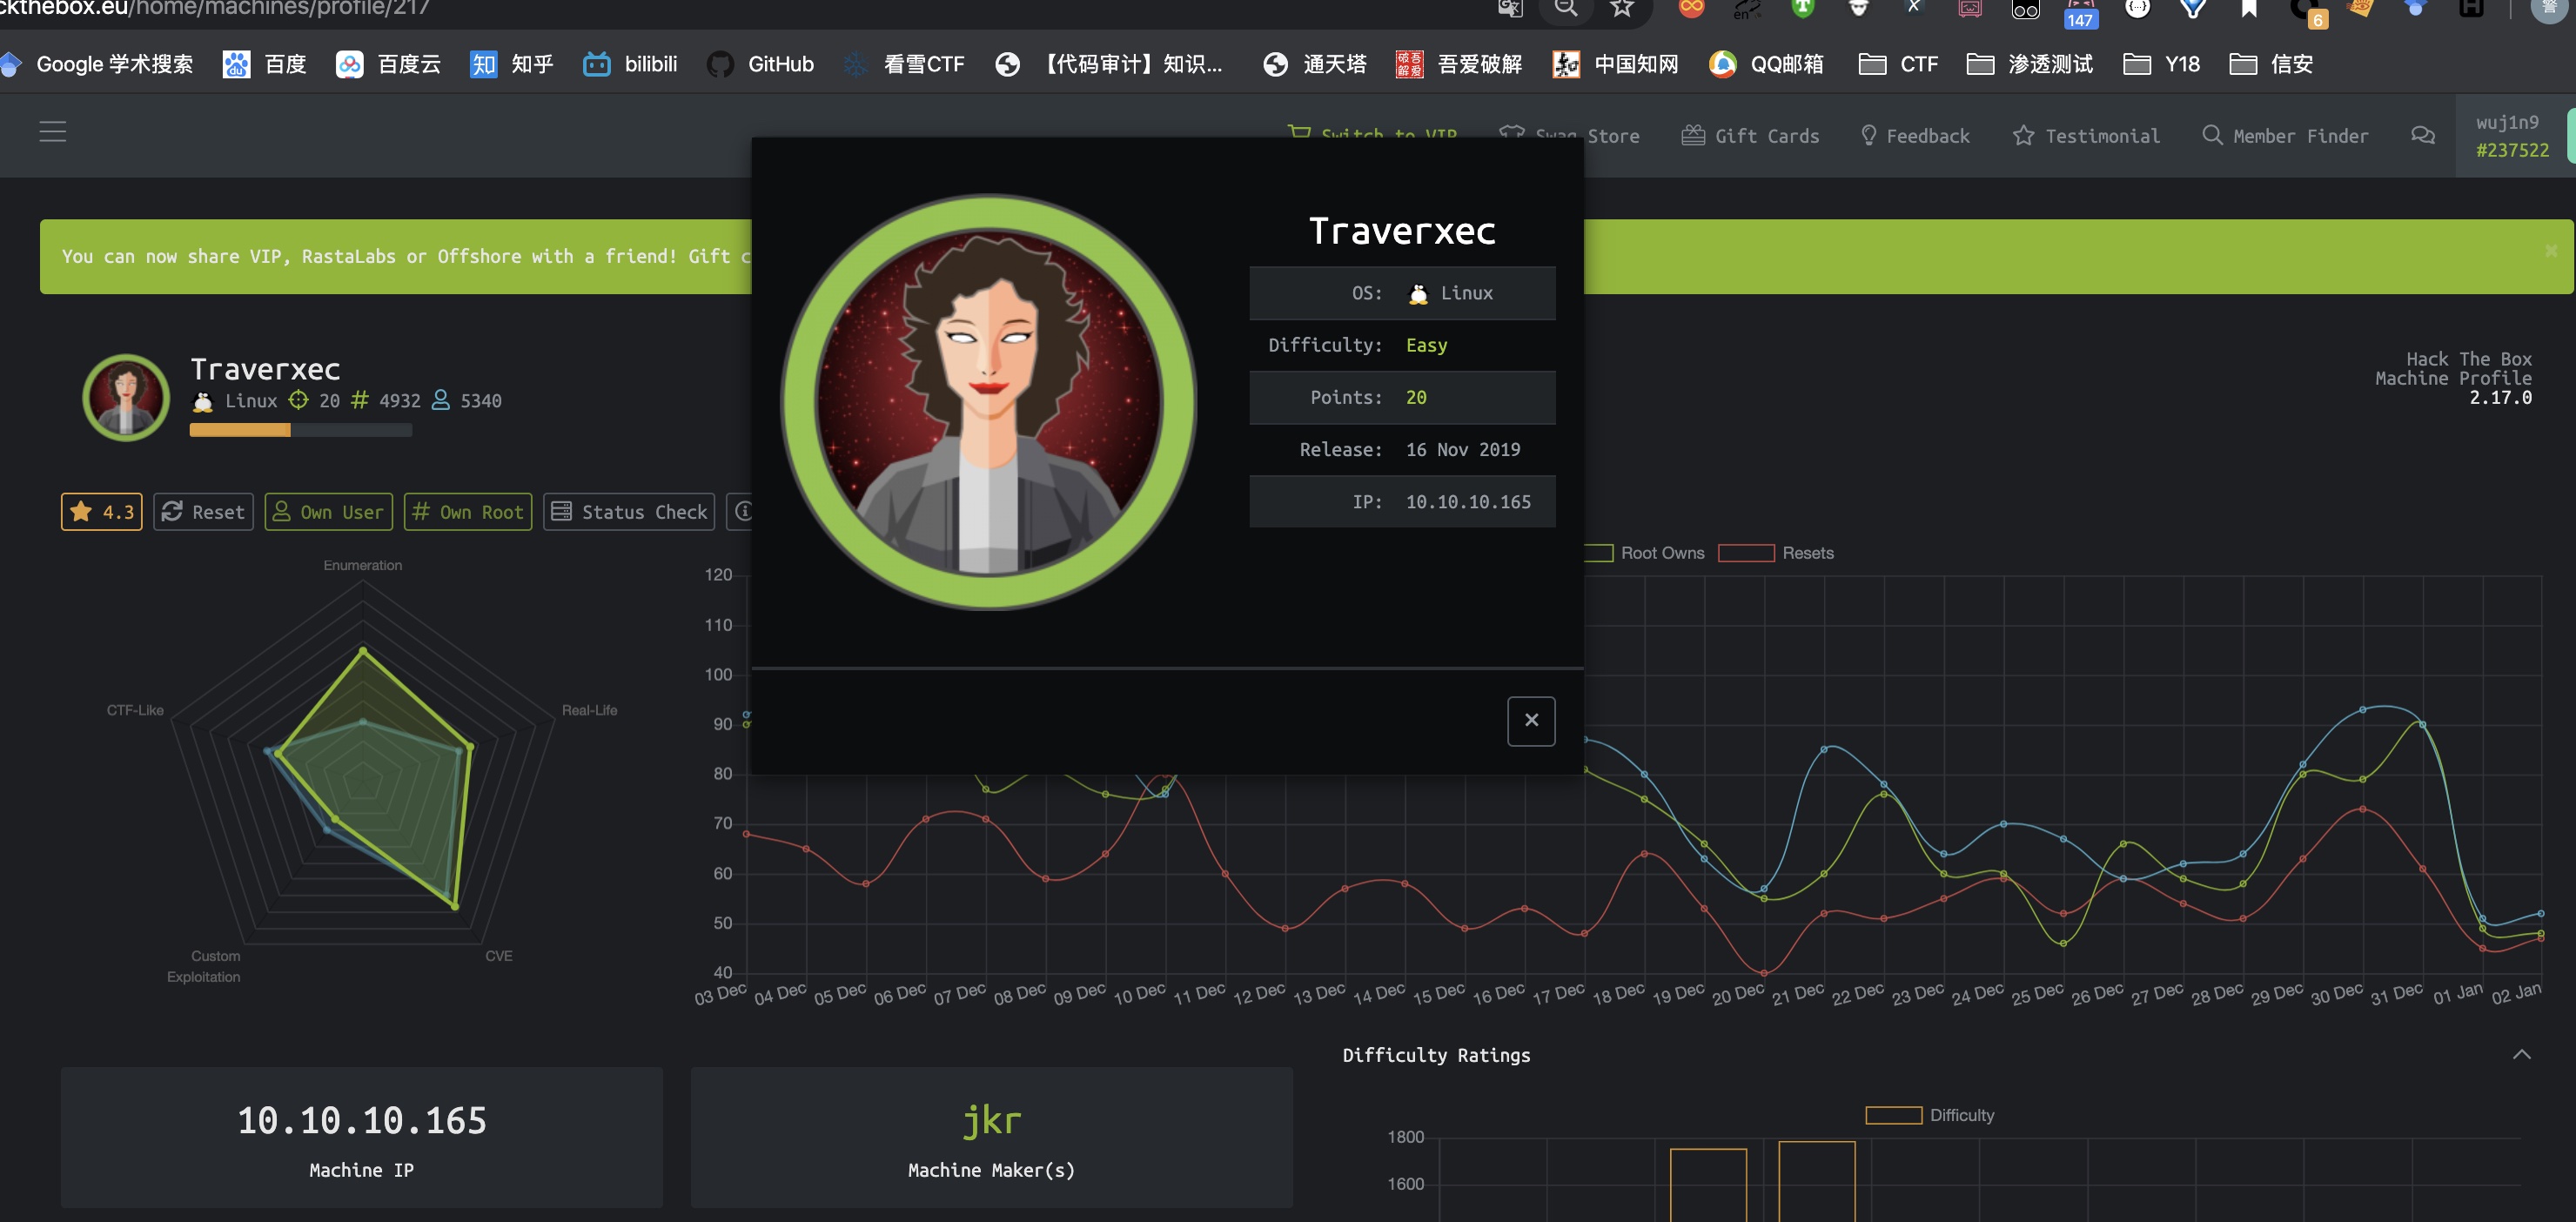 ckthebox.eu/home/machines/profile/217
en
147
6
警
Google 学术搜索 百度 百度云 知乎 bilibili GitHub 看雪CTF 【代码审计】知识... 通天塔 吾爱破解 中国知网 QQ邮箱 CTF 渗透测试 Y18 信安
Switch to VIP Swag Store Gift Cards Feedback Testimonial Member Finder wuj1n9
#237522
You can now share VIP, RastaLabs or Offshore with a friend! Gift c
Traverxec
OS: Linux
Difficulty: Easy
Points: 20
Release: 16 Nov 2019
IP: 10.10.10.165
Traverxec
Linux 20 # 4932 5340
Hack The Box
Machine Profile
2.17.0
4.3 Reset Own User # Own Root Status Check
Root Owns Resets
Enumeration
Real-Life
CVE
Custom
Exploitation
CTF-Like
120
110
100
90
80
70
60
50
40
03 Dec 04 Dec 05 Dec 06 Dec 07 Dec 08 Dec 09 Dec 10 Dec 11 Dec 12 Dec 13 Dec 14 Dec 15 Dec 16 Dec 17 Dec 18 Dec 19 Dec 20 Dec 21 Dec 22 Dec 23 Dec 24 Dec 25 Dec 26 Dec 27 Dec 28 Dec 29 Dec 30 Dec 31 Dec 01 Jan 02 Jan
10.10.10.165
Machine IP
jkr
Machine Maker(s)
Difficulty Ratings
Difficulty
1800
1600